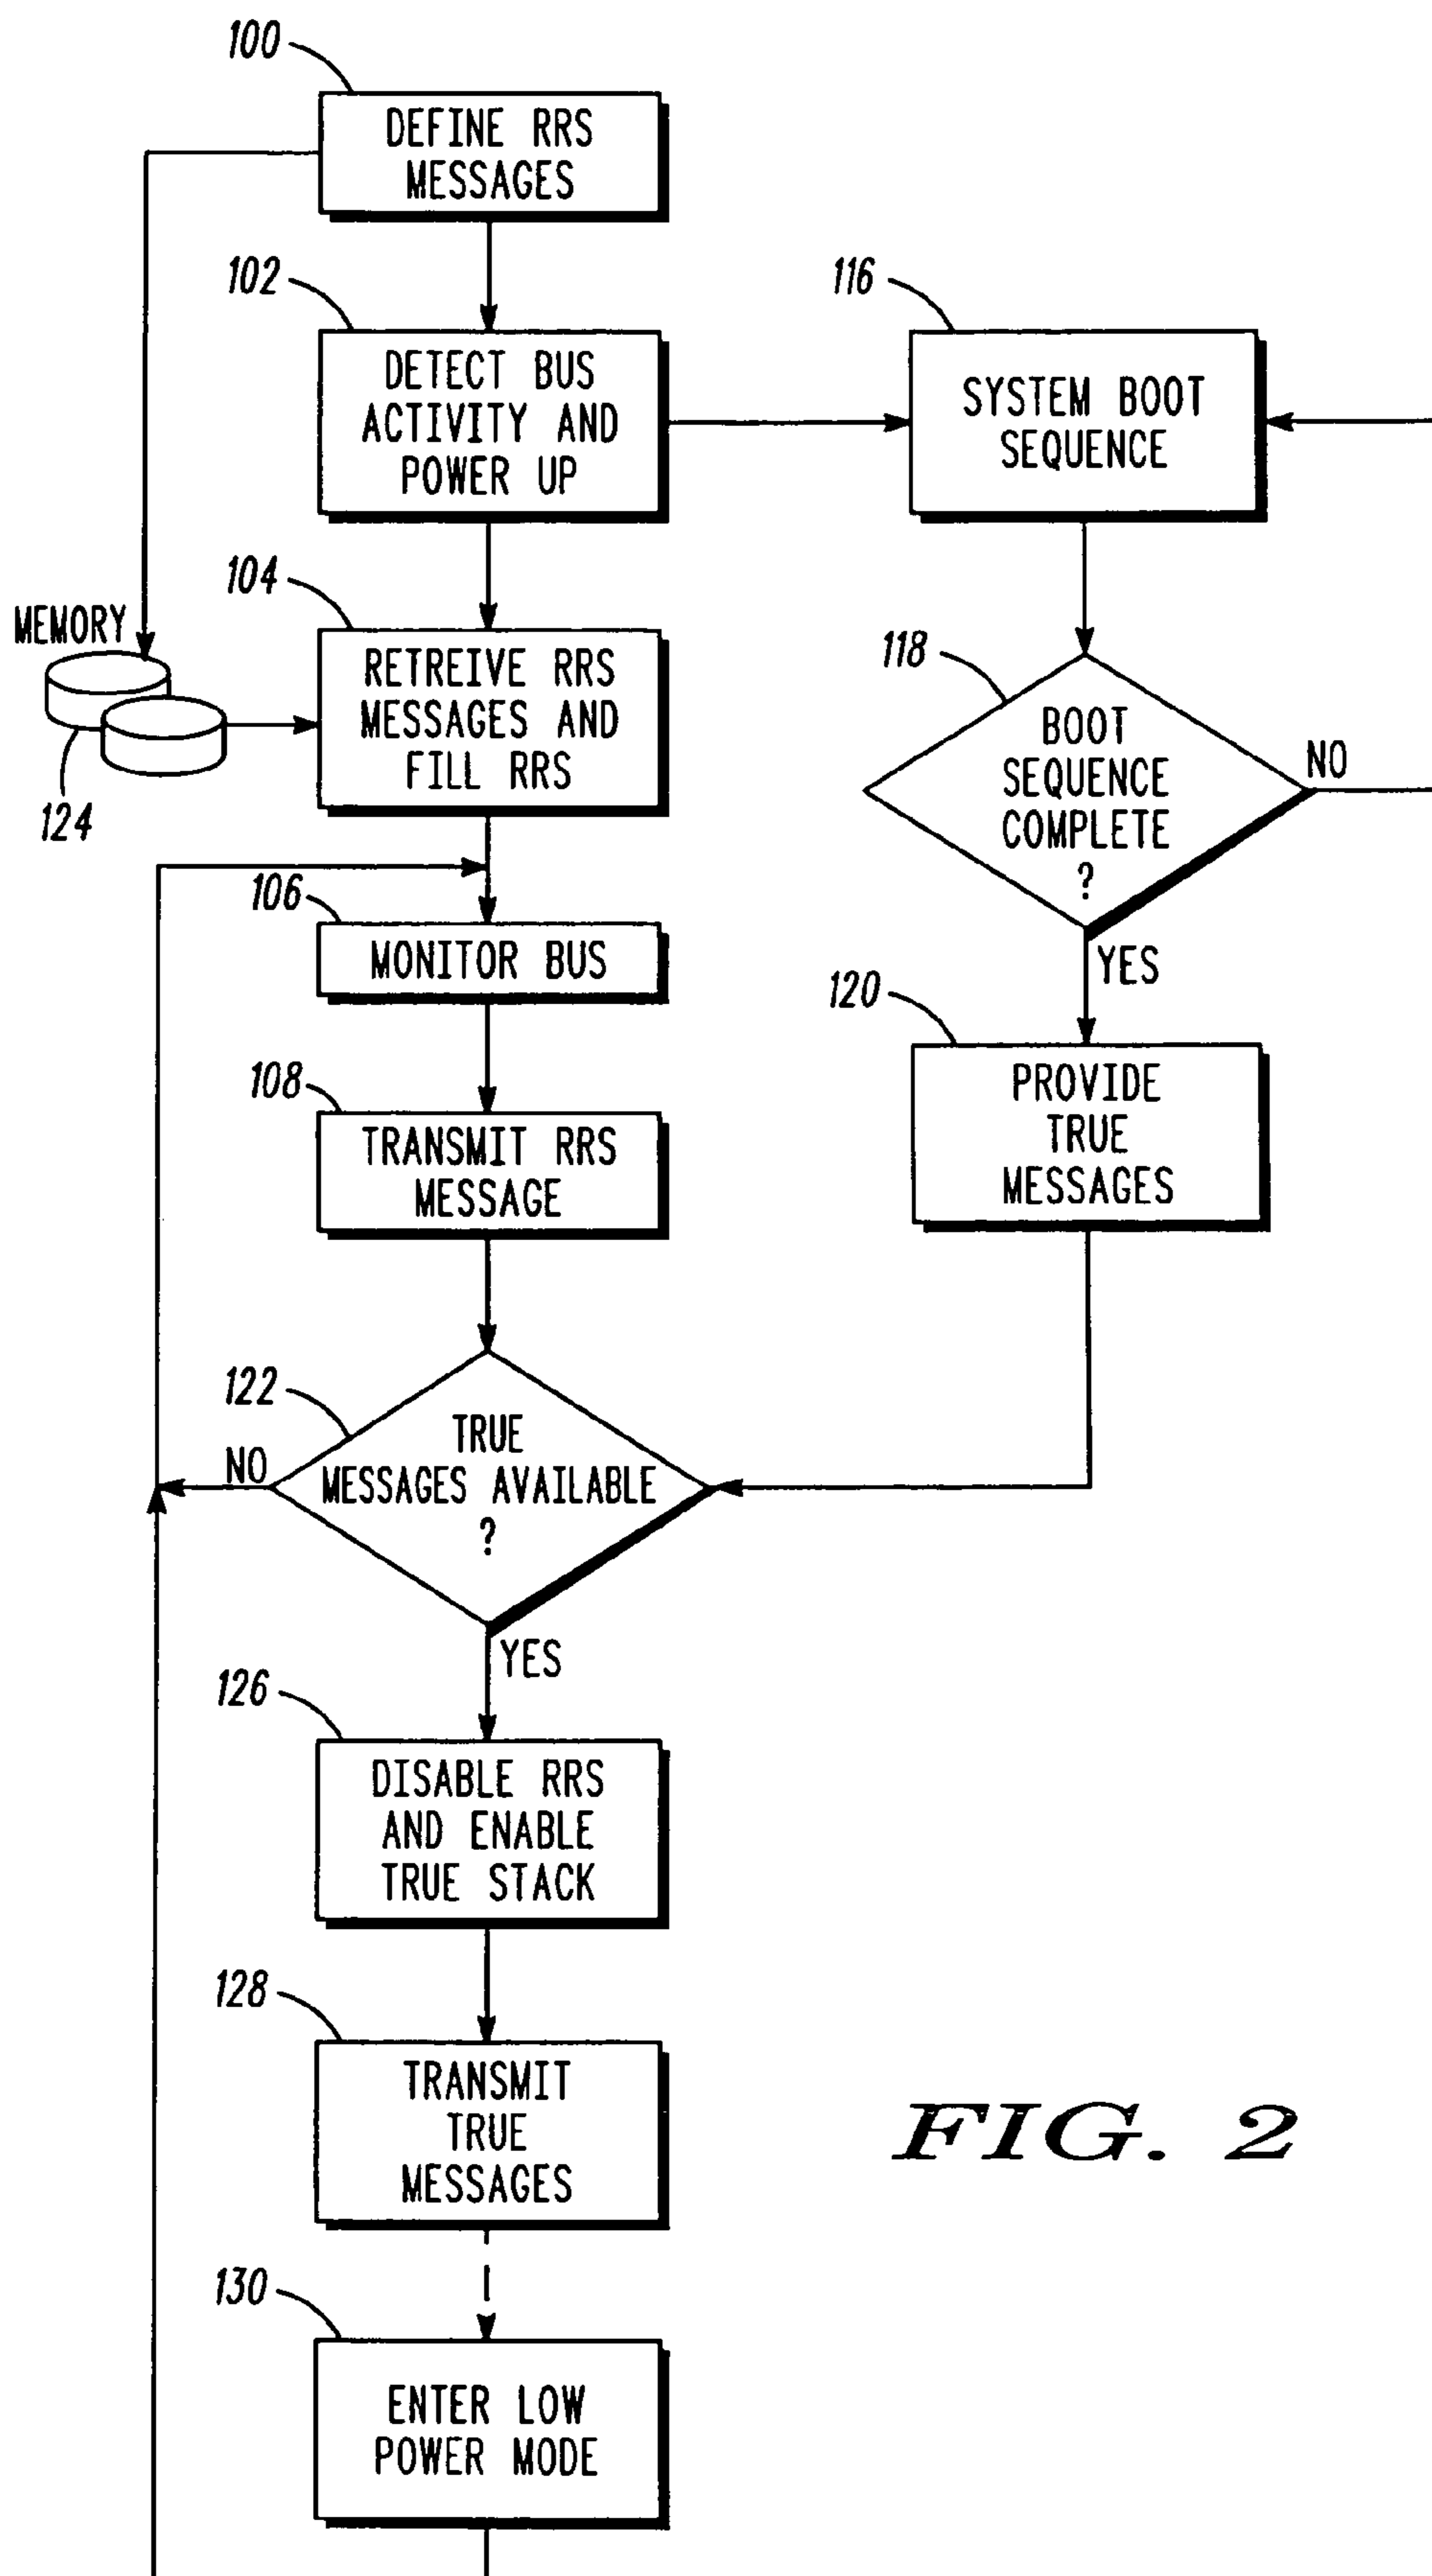 100
DEFINE RRS
MESSAGES
102
DETECT BUS
ACTIVITY AND
POWER UP
116
SYSTEM BOOT
SEQUENCE
104
MEMORY
RETREIVE RRS
MESSAGES AND
FILL RRS
124
118
BOOT
SEQUENCE
COMPLETE
?
NO
YES
106
MONITOR BUS
120
PROVIDE
TRUE
MESSAGES
108
TRANSMIT RRS
MESSAGE
122
TRUE
MESSAGES AVAILABLE
?
NO
YES
126
DISABLE RRS
AND ENABLE
TRUE STACK
128
TRANSMIT
TRUE
MESSAGES
FIG. 2
130
ENTER LOW
POWER MODE